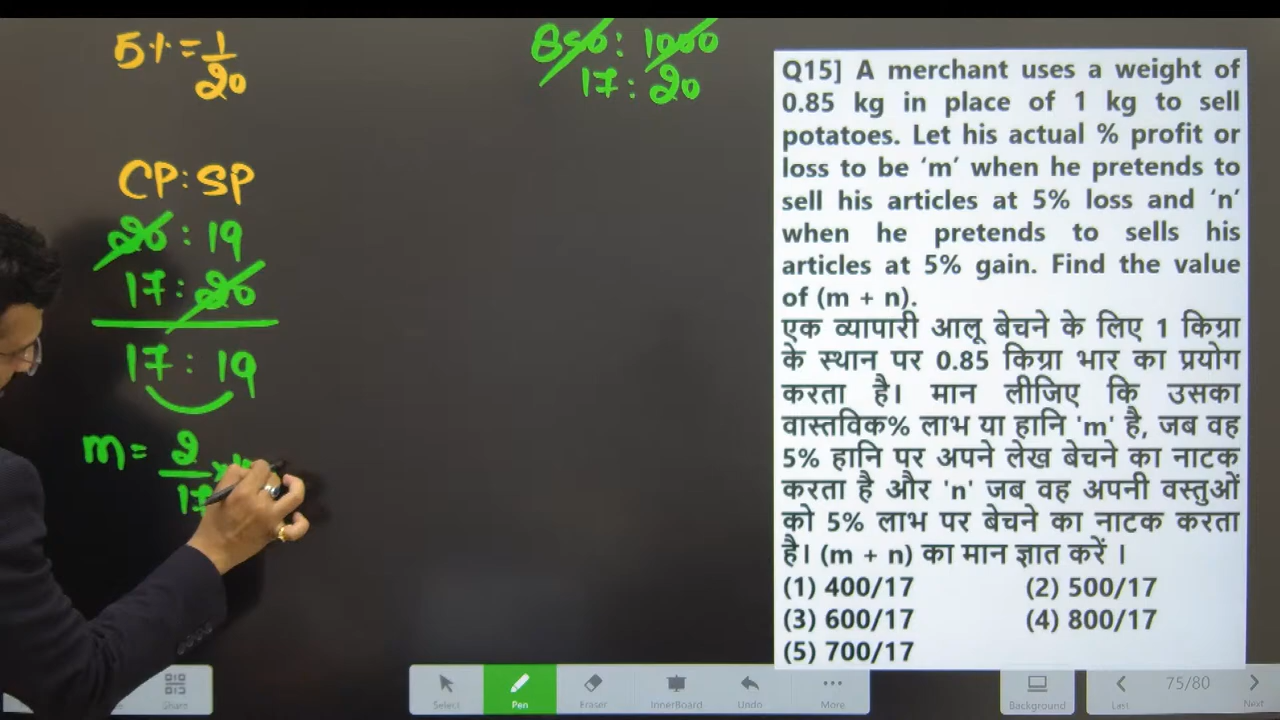 5% = 1/20
850 : 1000
17 : 20
CP : SP
20 : 19
17 : 20
17 : 19
m = 2/17
Q15] A merchant uses a weight of
0.85 kg in place of 1 kg to sell
potatoes. Let his actual % profit or
loss to be ‘m’ when he pretends to
sell his articles at 5% loss and ‘n’
when he pretends to sells his
articles at 5% gain. Find the value
of (m + n).
एक व्यापारी आलू बेचने के लिए 1 किग्रा
के स्थान पर 0.85 किग्रा भार का प्रयोग
करता है। मान लीजिए कि उसका
वास्तविक% लाभ या हानि 'm' है, जब वह
5% हानि पर अपने लेख बेचने का नाटक
करता है और 'n' जब वह अपनी वस्तुओं
को 5% लाभ पर बेचने का नाटक करता
है। (m + n) का मान ज्ञात करें ।
(1) 400/17 (2) 500/17
(3) 600/17 (4) 800/17
(5) 700/17
Share Select Pen Eraser InnerBoard Undo More Background Last 75/80 Next